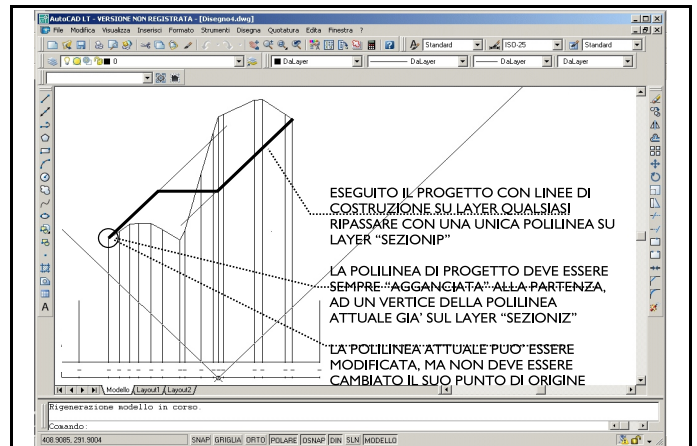 AutoCAD LT - VERSIONE NON REGISTRATA - [Disegno4.dwg]
File Modifica Visualizza Inserisci Formato Strumenti Disegna Quotatura Edita Finestra ?
Standard ISO-25 Standard
0 DaLayer DaLayer DaLayer DaLayer
ESEGUITO IL PROGETTO CON LINEE DI
COSTRUZIONE SU LAYER QUALSIASI
RIPASSARE CON UNA UNICA POLILINEA SU
LAYER “SEZIONIP”
LA POLILINEA DI PROGETTO DEVE ESSERE
SEMPRE “AGGANCIATA” ALLA PARTENZA,
AD UN VERTICE DELLA POLILINEA
ATTUALE GIA’ SUL LAYER “SEZIONIZ”
LA POLILINEA ATTUALE PUO’ ESSERE
MODIFICATA, MA NON DEVE ESSERE
CAMBIATO IL SUO PUNTO DI ORIGINE
A
Modello Layout1 Layout2
Rigenerazione modello in corso.
Comando:
408.9085, 291.9004 SNAP GRIGLIA ORTO POLARE OSNAP DIN SLN MODELLO